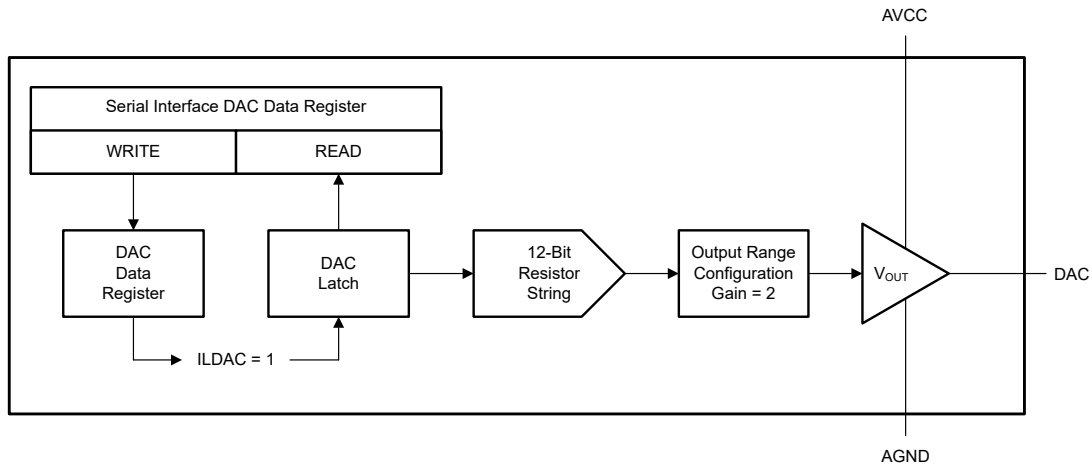 AVCC
Serial Interface DAC Data Register
WRITE
READ
DAC
Data
Register
DAC
Latch
12-Bit
Resistor
String
Output Range
Configuration
Gain = 2
VOUT
DAC
ILDAC = 1
AGND